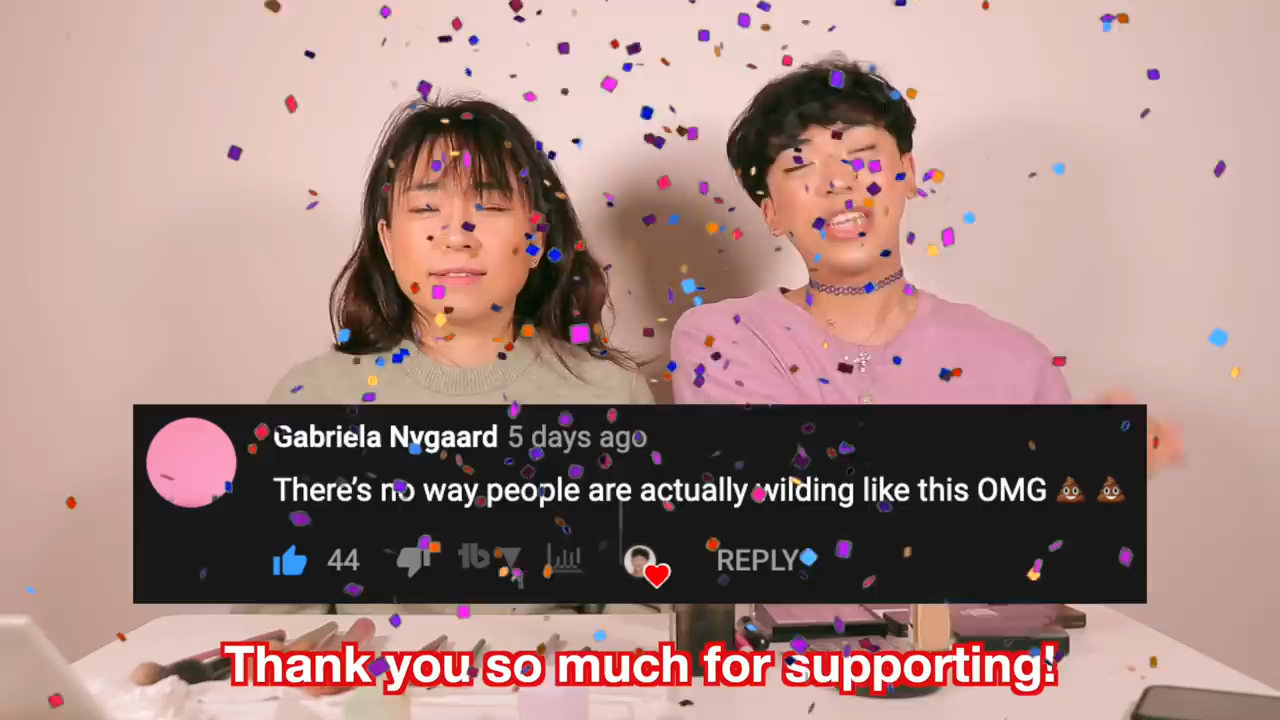 Gabriela Nygaard 5 days ago
There's no way people are actually wilding like this OMG 💩 💩
44 REPLY
Thank you so much for supporting!